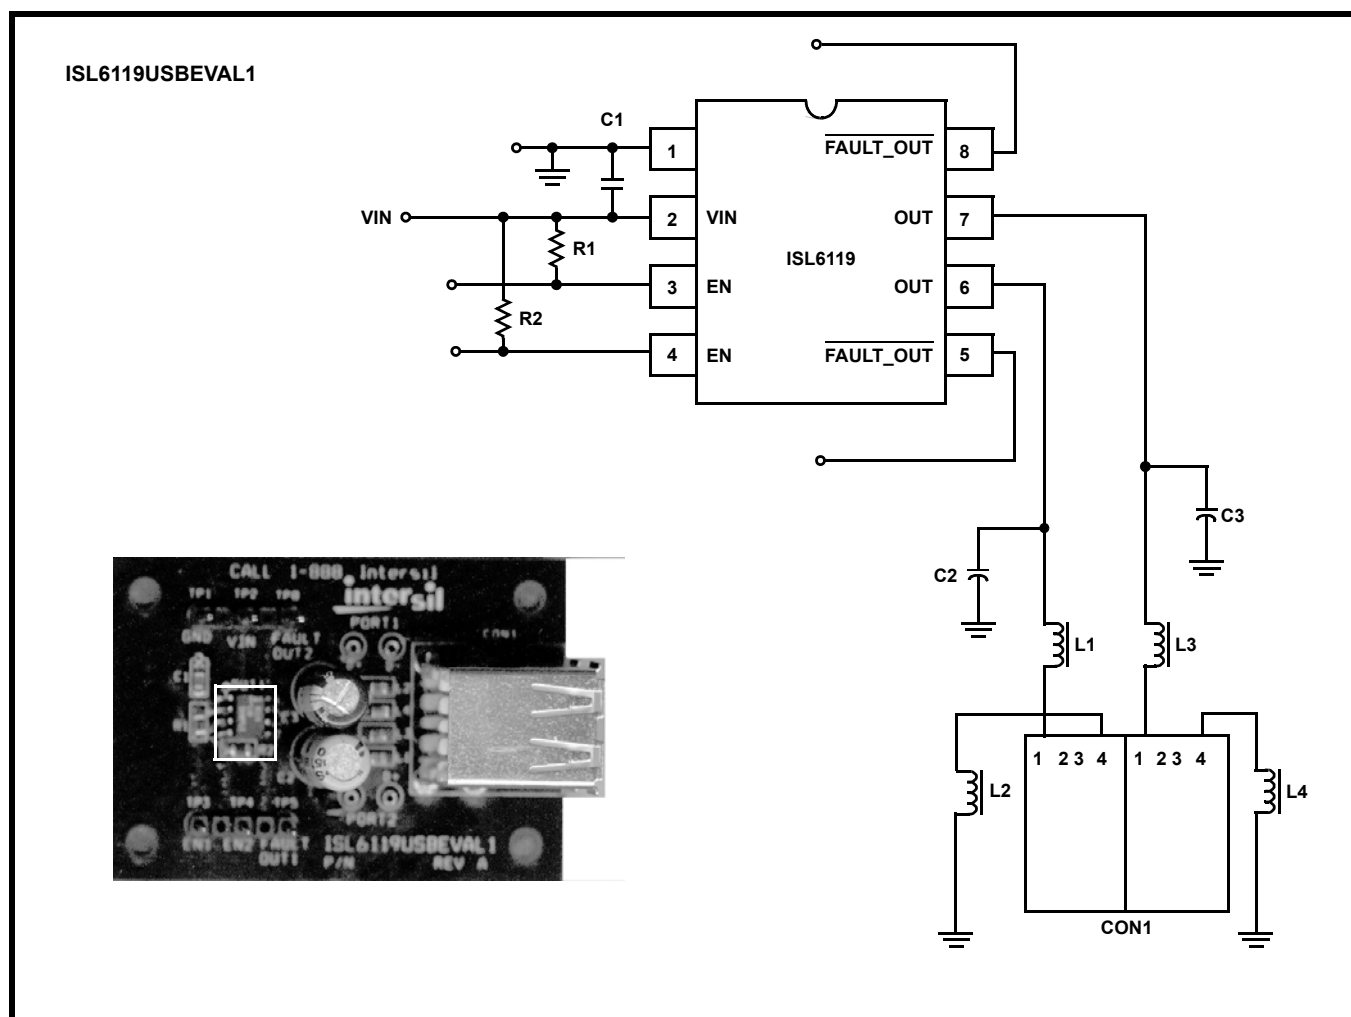 ISL6119USBEVAL1
C1
1
FAULT_OUT
8
VIN
2
VIN
OUT
7
R1
ISL6119
3
EN
OUT
6
R2
4
EN
FAULT_OUT
5
C3
C2
L1
L3
1 2 3 4
1 2 3 4
L2
L4
CON1
CALL 1-888 Intersil
intersil
TP1 TP2
PORT1
CON1
GND VIN FAULT
OUT2
C1
TP3 TP4 TP5
PORT2
EN1 EN2 FAULT
OUT1
ISL6119USBEVAL1
P/N REV A